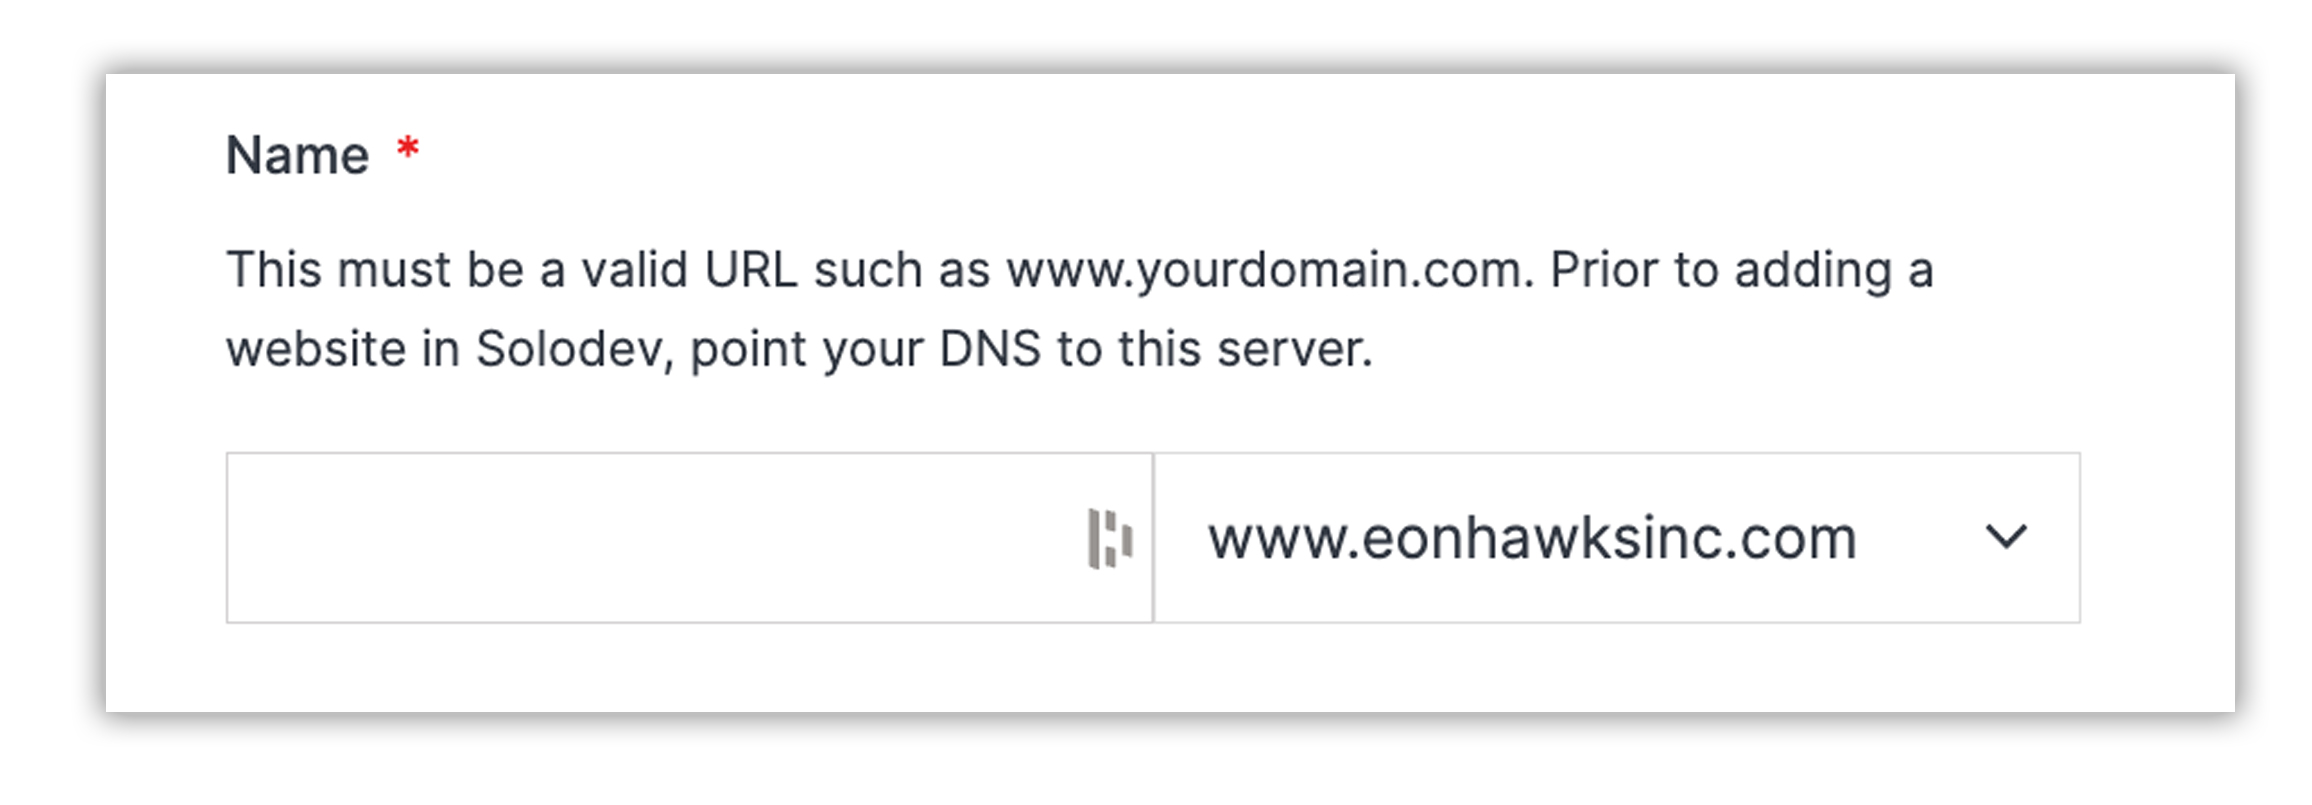 Name *
This must be a valid URL such as www.yourdomain.com. Prior to adding a
website in Solodev, point your DNS to this server.
www.eonhawksinc.com